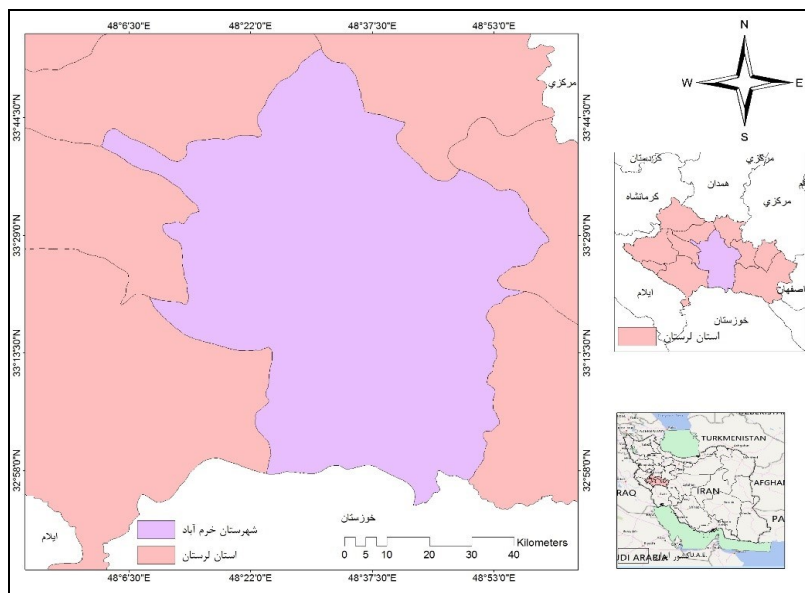 48°6'30"E 48°22'0"E 48°37'30"E 48°53'0"E
33°44'30"N
33°29'0"N
33°13'30"N
32°58'0"N
مرکزي
ایلام
خوزستان
شهرستان خرم آباد
استان لرستان
0 5 10 20 30 40
Kilometers
48°6'30"E 48°22'0"E 48°37'30"E 48°53'0"E
33°44'30"N
33°29'0"N
33°13'30"N
32°58'0"N
N
W E
S
کردستان
مرکزي
همدان
کرمانشاه
مرکزي
اصفهان
ایلام
خوزستان
استان لرستان
TURKMENISTAN
IRAN
AFGHA
RAQ
PA
UDI ARABIA
U.A.E.